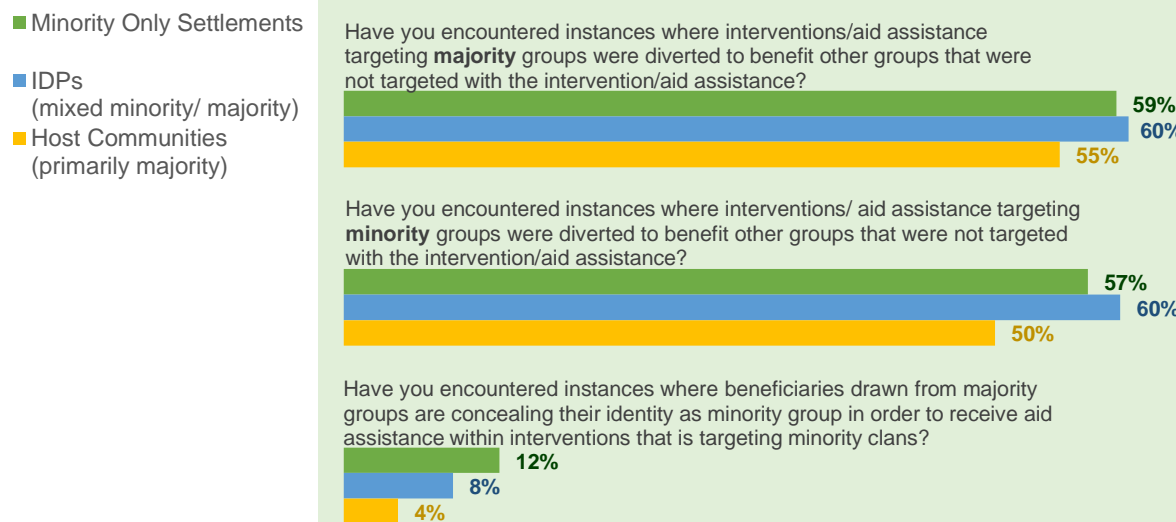 Minority Only Settlements
IDPs
(mixed minority/ majority)
Host Communities
(primarily majority)
Have you encountered instances where interventions/aid assistance
targeting majority groups were diverted to benefit other groups that were
not targeted with the intervention/aid assistance?
59%
60%
55%
Have you encountered instances where interventions/ aid assistance targeting
minority groups were diverted to benefit other groups that were not targeted
with the intervention/aid assistance?
57%
60%
50%
Have you encountered instances where beneficiaries drawn from majority
groups are concealing their identity as minority group in order to receive aid
assistance within interventions that is targeting minority clans?
12%
8%
4%